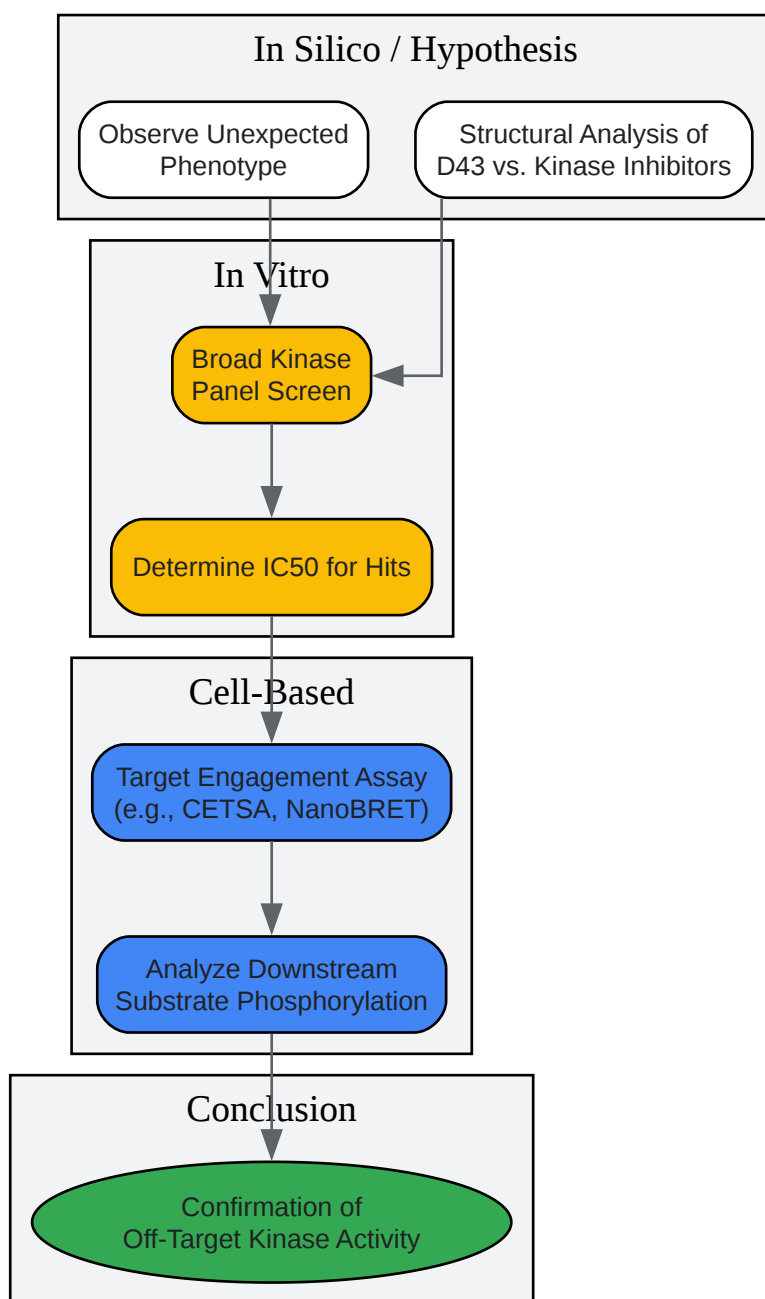 In Silico / Hypothesis
Observe Unexpected
Phenotype
Structural Analysis of
D43 vs. Kinase Inhibitors
In Vitro
Broad Kinase
Panel Screen
Determine IC50 for Hits
Cell-Based
Target Engagement Assay
(e.g., CETSA, NanoBRET)
Analyze Downstream
Substrate Phosphorylation
Conclusion
Confirmation of
Off-Target Kinase Activity